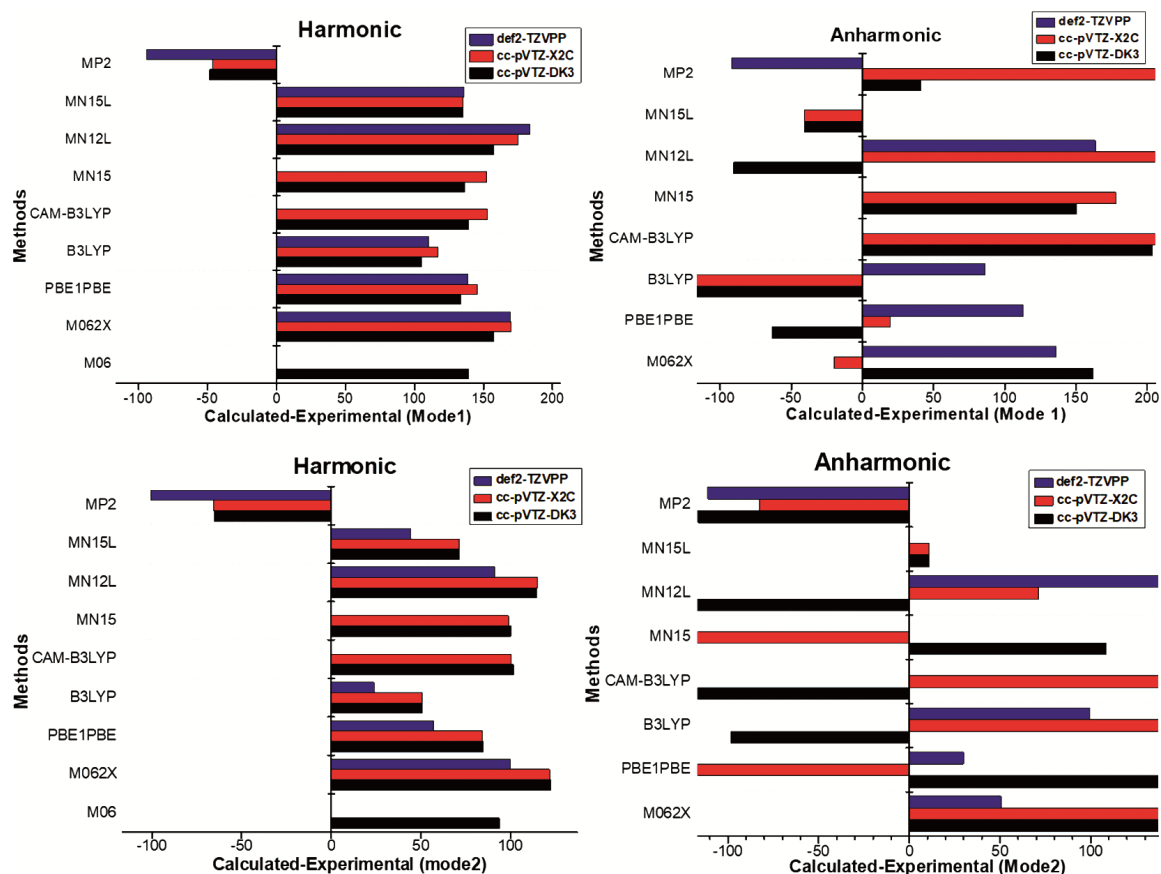 Harmonic
def2-TZVPP
cc-pVTZ-X2C
cc-pVTZ-DK3
MP2
MN15L
MN12L
MN15
CAM-B3LYP
B3LYP
PBE1PBE
M062X
M06
Methods
-100 -50 0 50 100 150 200
Calculated-Experimental (Mode1)
Anharmonic
def2-TZVPP
cc-pVTZ-X2C
cc-pVTZ-DK3
MP2
MN15L
MN12L
MN15
CAM-B3LYP
B3LYP
PBE1PBE
M062X
Methods
-100 -50 0 50 100 150 200
Calculated-Experimental (Mode 1)
Harmonic
def2-TZVPP
cc-pVTZ-X2C
cc-pVTZ-DK3
MP2
MN15L
MN12L
MN15
CAM-B3LYP
B3LYP
PBE1PBE
M062X
M06
Methods
-100 -50 0 50 100
Calculated-Experimental (mode2)
Anharmonic
def2-TZVPP
cc-pVTZ-X2C
cc-pVTZ-DK3
MP2
MN15L
MN12L
MN15
CAM-B3LYP
B3LYP
PBE1PBE
M062X
Methods
-100 -50 0 50 100
Calculated-Experimental (Mode2)